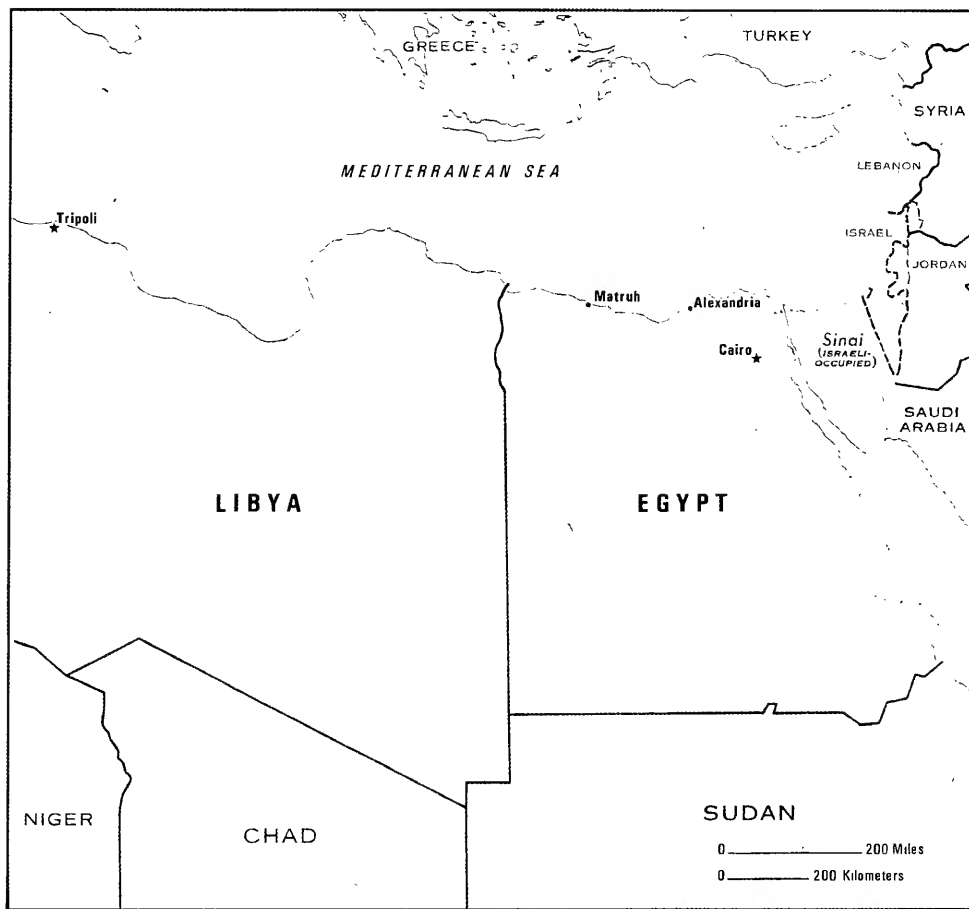 GREECE
TURKEY
SYRIA
MEDITERRANEAN SEA
LEBANON
Tripoli
ISRAEL
JORDAN
Matruh
Alexandria
Cairo
Sinai
(ISRAELI-
OCCUPIED)
SAUDI
ARABIA
LIBYA
EGYPT
NIGER
CHAD
SUDAN
0 200 Miles
0 200 Kilometers